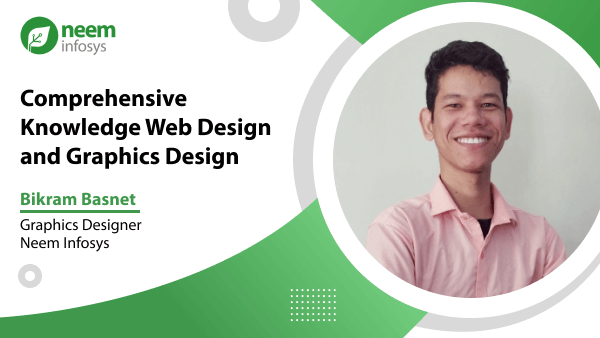 neem
infosys
Comprehensive
Knowledge Web Design
and Graphics Design
Bikram Basnet
Graphics Designer
Neem Infosys